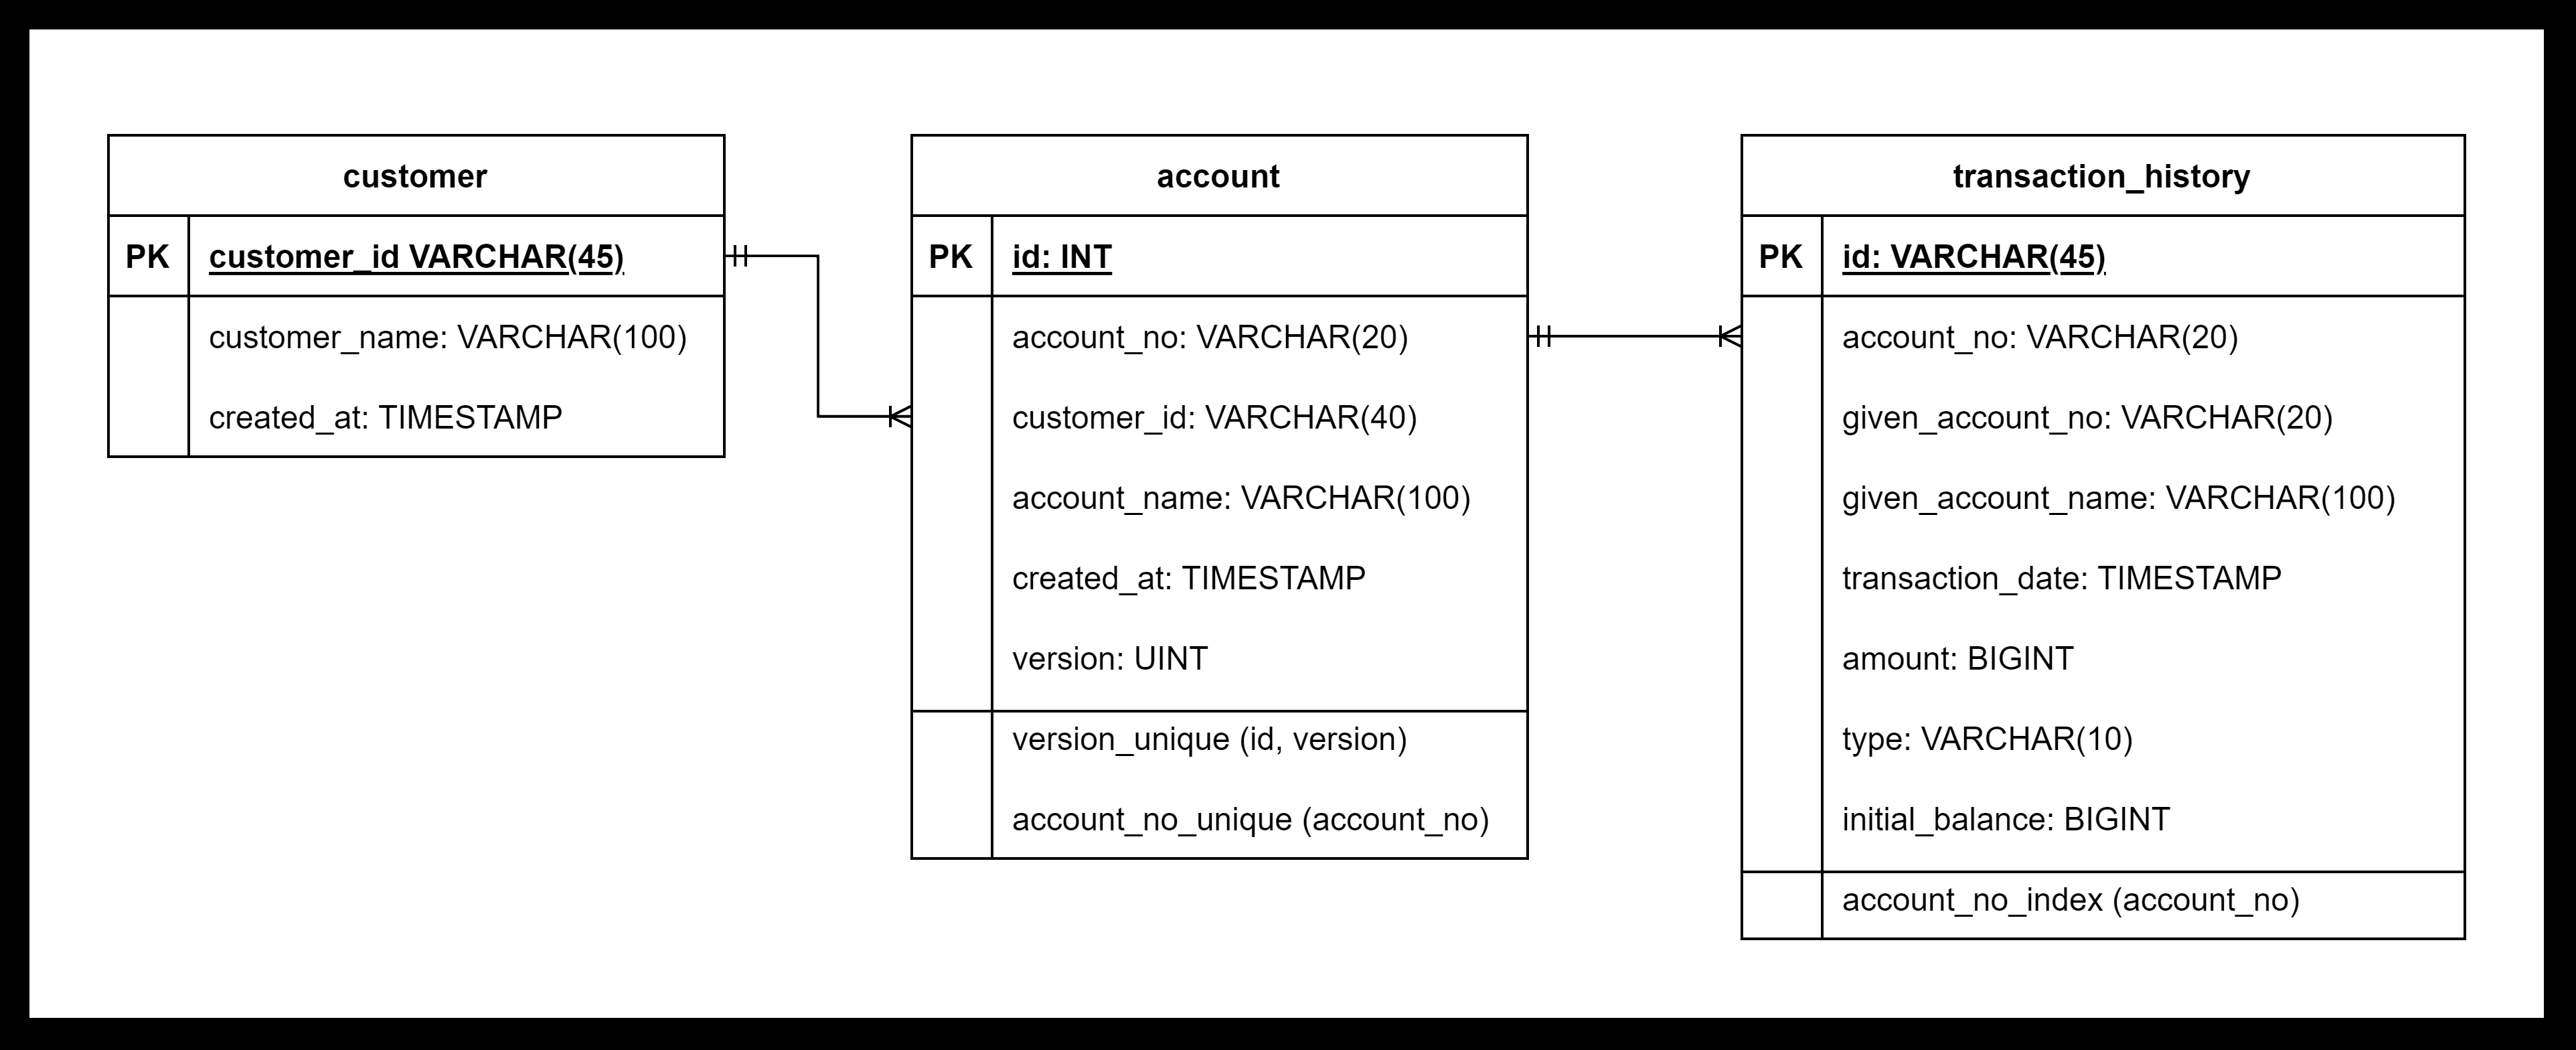 customer
PK
customer_id VARCHAR(45)
customer_name: VARCHAR(100)
created_at: TIMESTAMP
account
PK
id: INT
account_no: VARCHAR(20)
customer_id: VARCHAR(40)
account_name: VARCHAR(100)
created_at: TIMESTAMP
version: UINT
version_unique (id, version)
account_no_unique (account_no)
transaction_history
PK
id: VARCHAR(45)
account_no: VARCHAR(20)
given_account_no: VARCHAR(20)
given_account_name: VARCHAR(100)
transaction_date: TIMESTAMP
amount: BIGINT
type: VARCHAR(10)
initial_balance: BIGINT
account_no_index (account_no)